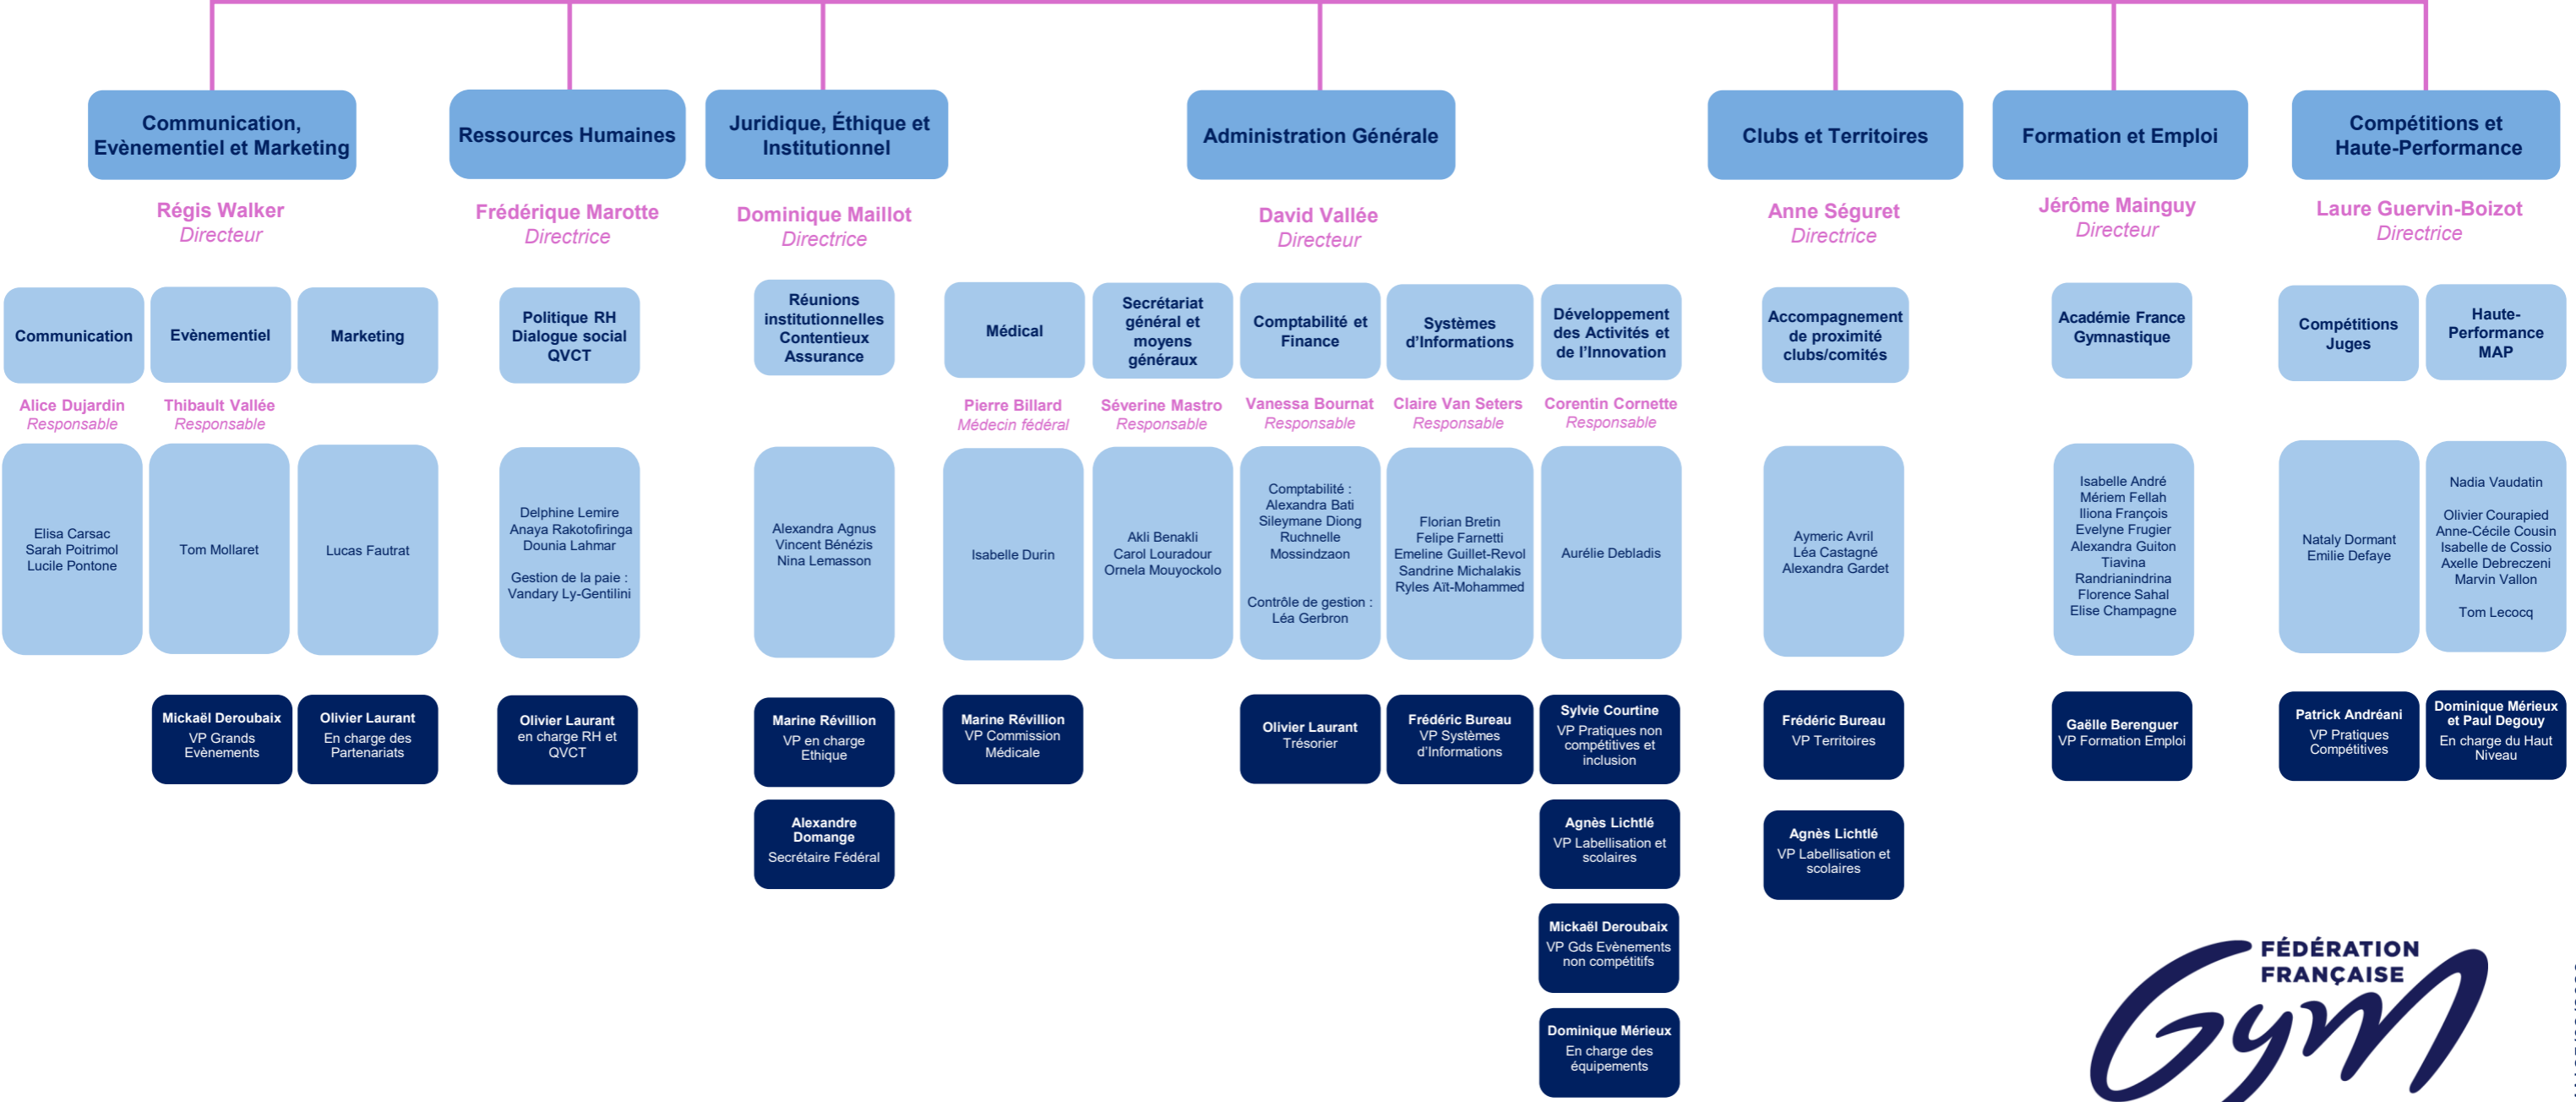 Communication,
Evènementiel et Marketing
Régis Walker
Directeur
Communication
Alice Dujardin
Responsable
Elisa Carsac
Sarah Poitrimol
Lucile Pontone
Evènementiel
Thibault Vallée
Responsable
Tom Mollaret
Mickaël Deroubaix
VP Grands
Evènements
Marketing
Lucas Fautrat
Olivier Laurant
En charge des
Partenariats
Ressources Humaines
Frédérique Marotte
Directrice
Politique RH
Dialogue social
QVCT
Delphine Lemire
Anaya Rakotofiringa
Dounia Lahmar
Gestion de la paie :
Vandary Ly-Gentilini
Olivier Laurant
en charge RH et
QVCT
Juridique, Éthique et
Institutionnel
Dominique Maillot
Directrice
Réunions
institutionnelles
Contentieux
Assurance
Alexandra Agnus
Vincent Bénézis
Nina Lemasson
Marine Révillion
VP en charge
Ethique
Alexandre
Domange
Secrétaire Fédéral
Administration Générale
David Vallée
Directeur
Médical
Pierre Billard
Médecin fédéral
Isabelle Durin
Marine Révillion
VP Commission
Médicale
Secrétariat
général et
moyens
généraux
Séverine Mastro
Responsable
Akli Benakli
Carol Louradour
Ornela Mouyockolo
Comptabilité et
Finance
Vanessa Bournat
Responsable
Comptabilité :
Alexandra Bati
Sileymane Diong
Ruchnelle
Mossindzaon
Contrôle de gestion :
Léa Gerbron
Olivier Laurant
Trésorier
Systèmes
d’Informations
Claire Van Seters
Responsable
Florian Bretin
Felipe Farnetti
Emeline Guillet-Revol
Sandrine Michalakis
Ryles Aït-Mohammed
Frédéric Bureau
VP Systèmes
d’Informations
Développement
des Activités et
de l’Innovation
Corentin Cornette
Responsable
Aurélie Debladis
Sylvie Courtine
VP Pratiques non
compétitives et
inclusion
Agnès Lichtlé
VP Labellisation et
scolaires
Mickaël Deroubaix
VP Gds Evènements
non compétitifs
Dominique Mérieux
En charge des
équipements
Clubs et Territoires
Anne Séguret
Directrice
Accompagnement
de proximité
clubs/comités
Aymeric Avril
Léa Castagné
Alexandra Gardet
Frédéric Bureau
VP Territoires
Agnès Lichtlé
VP Labellisation et
scolaires
Formation et Emploi
Jérôme Mainguy
Directeur
Académie France
Gymnastique
Isabelle André
Mériem Fellah
Iliona François
Evelyne Frugier
Alexandra Guiton
Tiavina
Randrianindrina
Florence Sahal
Elise Champagne
Gaëlle Berenguer
VP Formation Emploi
Compétitions et
Haute-Performance
Laure Guervin-Boizot
Directrice
Compétitions
Juges
Nataly Dormant
Emilie Defaye
Patrick Andréani
VP Pratiques
Compétitives
Haute-
Performance
MAP
Nadia Vaudatin
Olivier Courapied
Anne-Cécile Cousin
Isabelle de Cossio
Axelle Debreczeni
Marvin Vallon
Tom Lecocq
Dominique Mérieux
et Paul Degouy
En charge du Haut
Niveau
FÉDÉRATION
FRANÇAISE
Gym